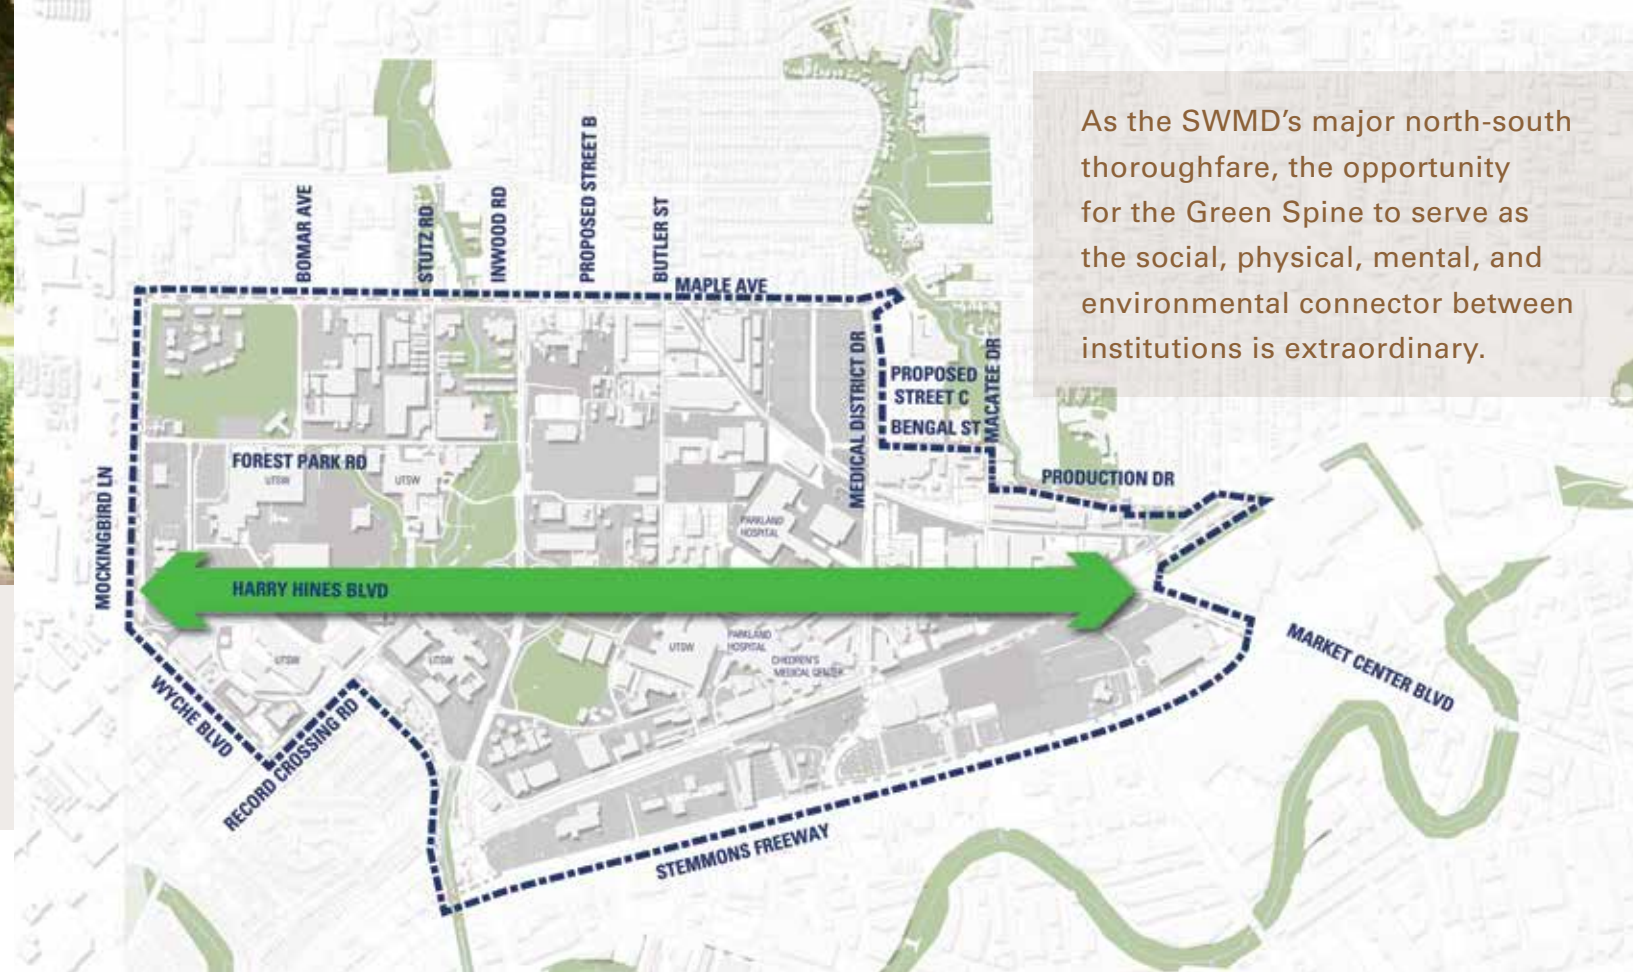 As the SWMD's major north-south
thoroughfare, the opportunity
for the Green Spine to serve as
the social, physical, mental, and
environmental connector between
institutions is extraordinary.
BOMAR AVE
STUTZ RD
INWOOD RD
PROPOSED STREET B
BUTLER ST
MAPLE AVE
MEDICAL DISTRICT DR
PROPOSED
STREET C
BENGAL ST
MACATEE DR
PRODUCTION DR
MOCKINGBIRD LN
FOREST PARK RD
UTSW
UTSW
PARKLAND
HOSPITAL
HARRY HINES BLVD
UTSW
UTSW
UTSW
PARKLAND
HOSPITAL
CHILDREN'S
MEDICAL CENTER
MARKET CENTER BLVD
WYCHE BLVD
RECORD CROSSING RD
STEMMONS FREEWAY